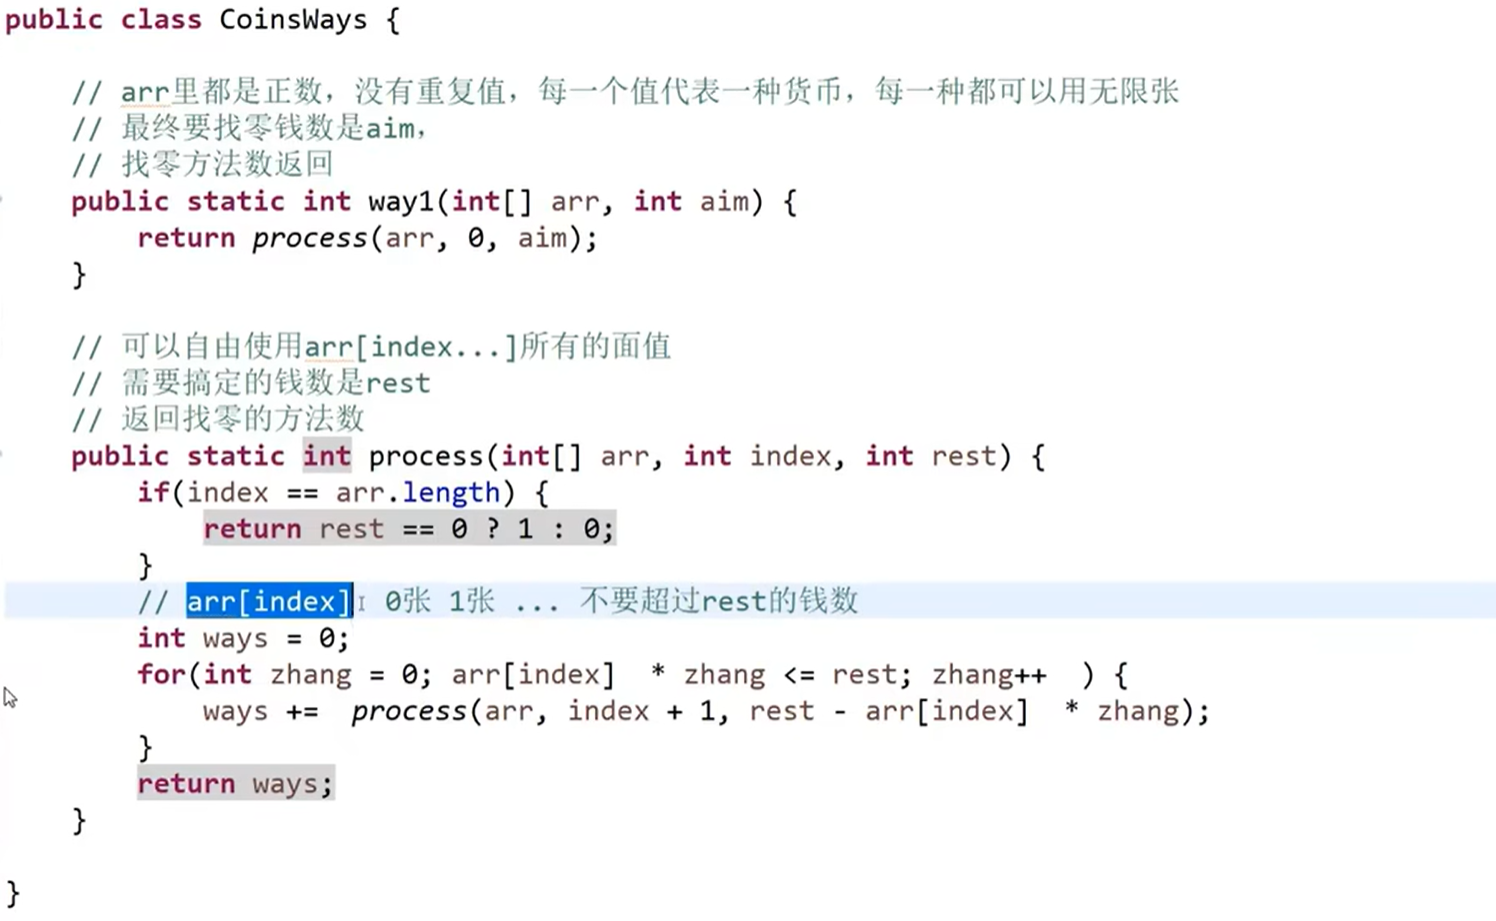 public class CoinsWays {
// arr里都是正数，没有重复值，每一个值代表一种货币，每一种都可以用无限张
// 最终要找零钱数是aim，
// 找零方法数返回
public static int way1(int[] arr, int aim) {
return process(arr, 0, aim);
}
// 可以自由使用arr[index...]所有的面值
// 需要搞定的钱数是rest
// 返回找零的方法数
public static int process(int[] arr, int index, int rest) {
if(index == arr.length) {
return rest == 0 ? 1 : 0;
}
// arr[index] 0张 1张 ... 不要超过rest的钱数
int ways = 0;
for(int zhang = 0; arr[index]  * zhang <= rest; zhang++  ) {
ways +=  process(arr, index + 1, rest - arr[index]  * zhang);
}
return ways;
}
}